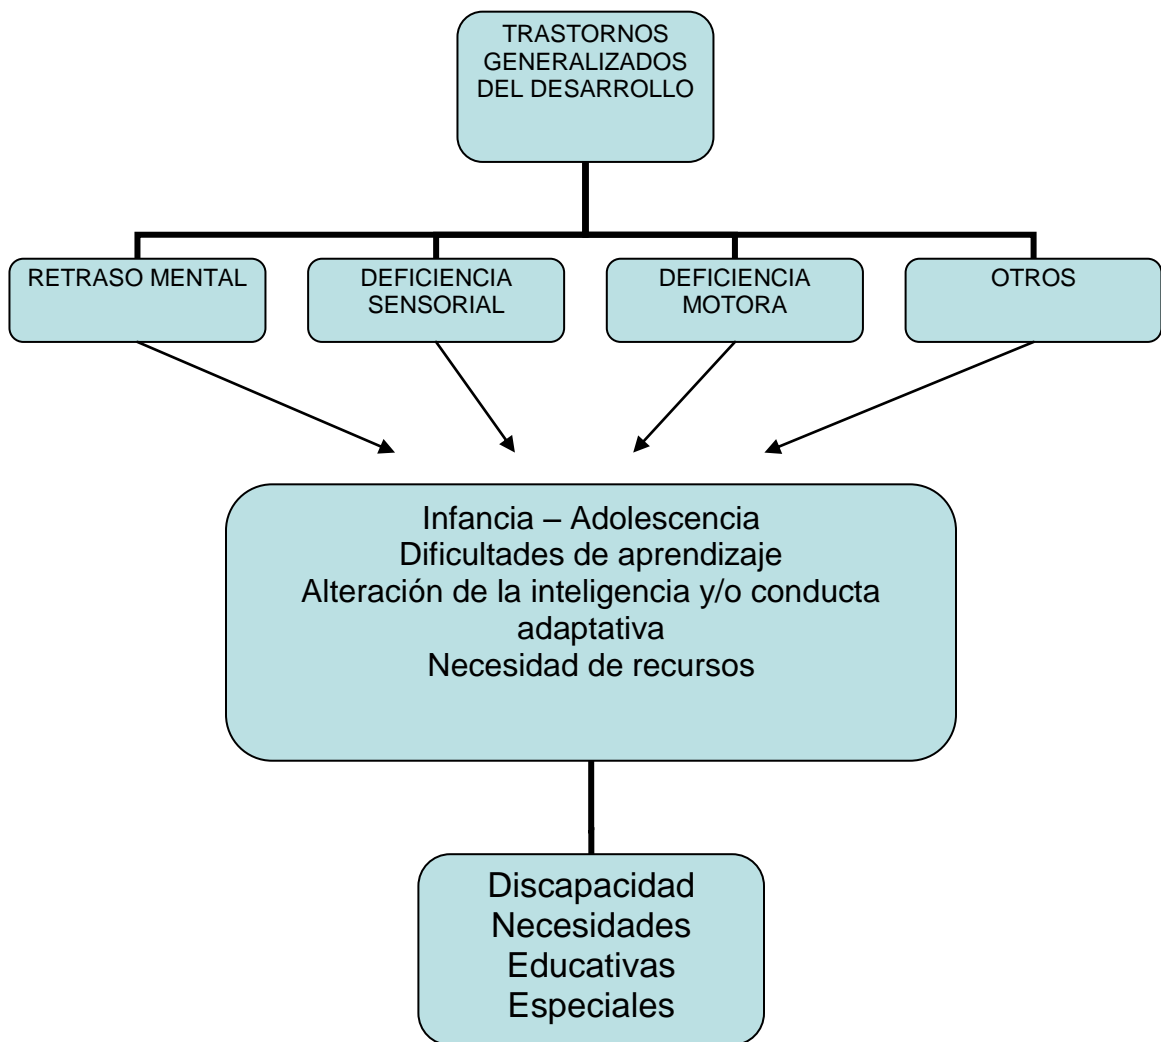 TRASTORNOS
GENERALIZADOS
DEL DESARROLLO
RETRASO MENTAL
DEFICIENCIA
SENSORIAL
DEFICIENCIA
MOTORA
OTROS
Infancia – Adolescencia
Dificultades de aprendizaje
Alteración de la inteligencia y/o conducta
adaptativa
Necesidad de recursos
Discapacidad
Necesidades
Educativas
Especiales